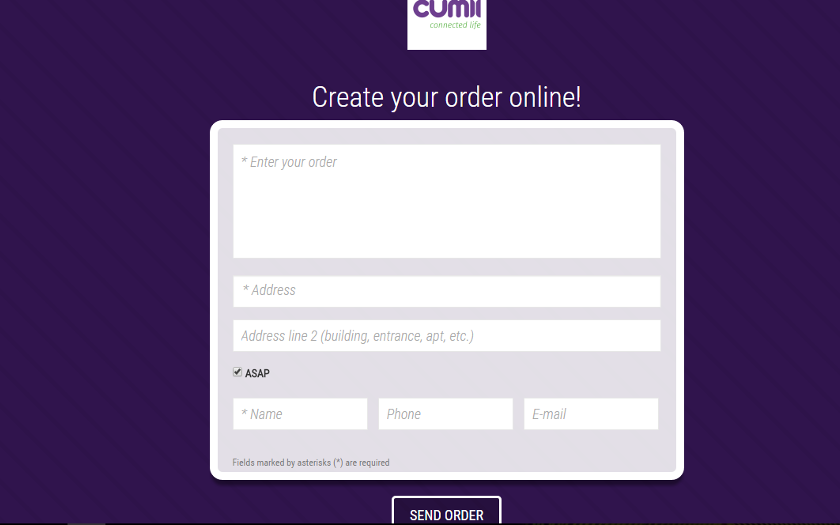 cumii
connected life
Create your order online!
* Enter your order
* Address
Address line 2 (building, entrance, apt, etc.)
ASAP
* Name Phone E-mail
Fields marked by asterisks (*) are required
SEND ORDER